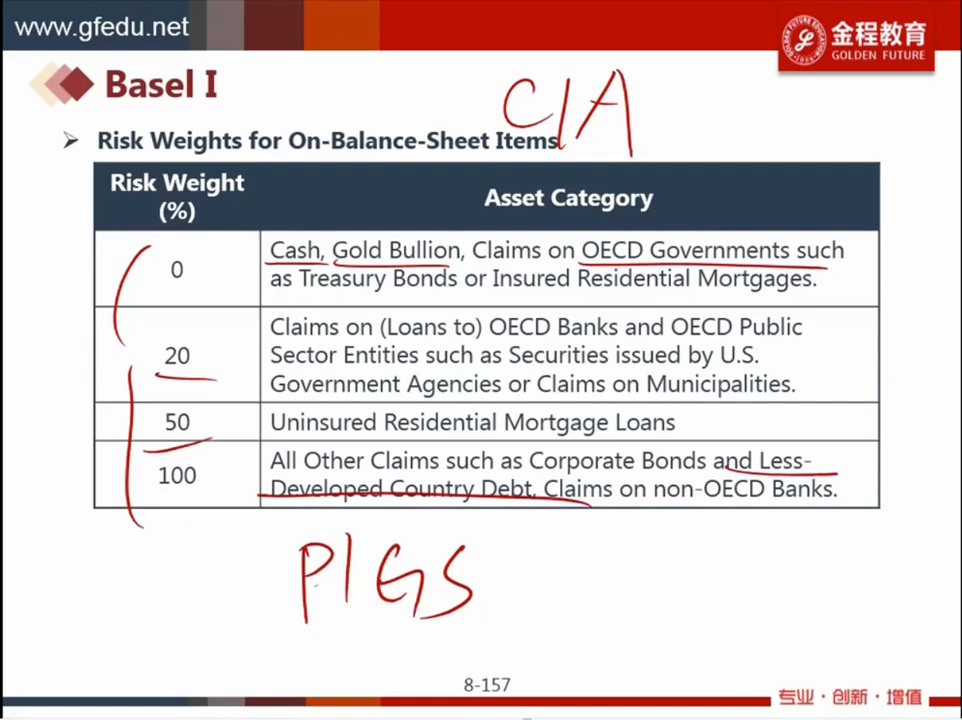 www.gfedu.net
金程教育
GOLDEN FUTURE
Basel I
C/A
Risk Weights for On-Balance-Sheet Items
Risk Weight
(%)
Asset Category
0
Cash, Gold Bullion, Claims on OECD Governments such
as Treasury Bonds or Insured Residential Mortgages.
20
Claims on (Loans to) OECD Banks and OECD Public
Sector Entities such as Securities issued by U.S.
Government Agencies or Claims on Municipalities.
50
Uninsured Residential Mortgage Loans
100
All Other Claims such as Corporate Bonds and Less-
Developed Country Debt, Claims on non-OECD Banks.
PIGS
8-157
专业·创新·增值